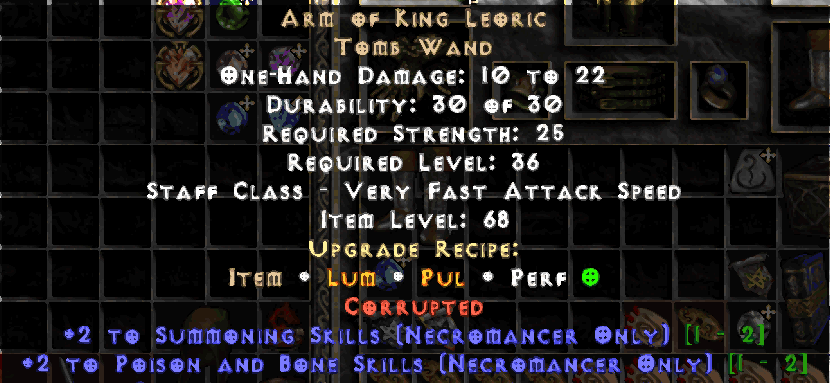 Arm of King Leoric
Tomb Wand
One-Hand Damage: 10 to 22
Durability: 30 of 30
Required Strength: 25
Required Level: 36
Staff Class - Very Fast Attack Speed
Item Level: 68
Upgrade Recipe:
Item • Lum • Pul • Perf
Corrupted
+2 to Summoning Skills (Necromancer Only) [1 - 2]
+2 to Poison and Bone Skills (Necromancer Only) [1 - 2]